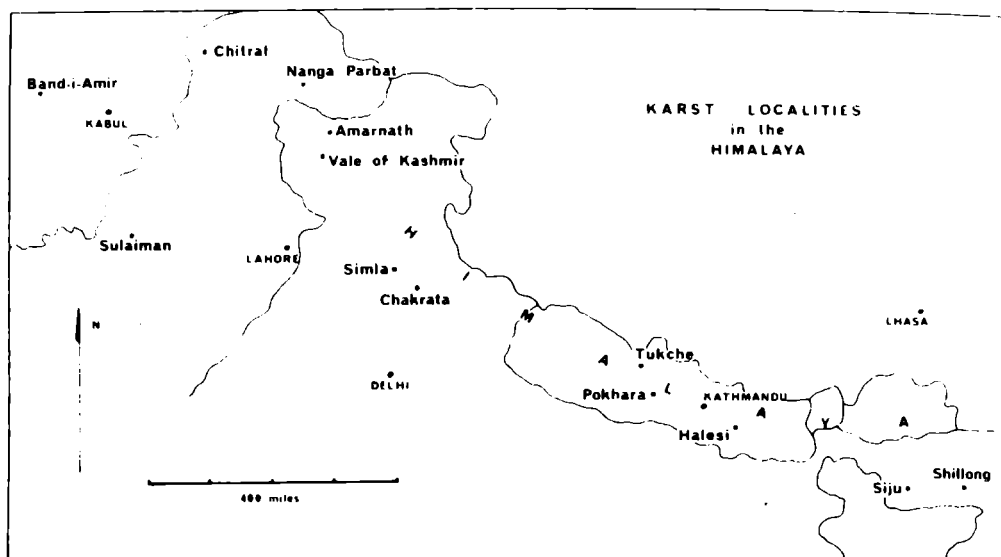 Chitral
Nanga Parbat
Band-i-Amir
KABUL
KARST LOCALITIES
in the
HIMALAYA
Amarnath
Vale of Kashmir
Sulaiman
LAHORE
Simla
Chakrata
H I M A L A Y A
LHASA
N
Tukche
DELHI
Pokhara
KATHMANDU
Halesi
Siju
Shillong
400 miles